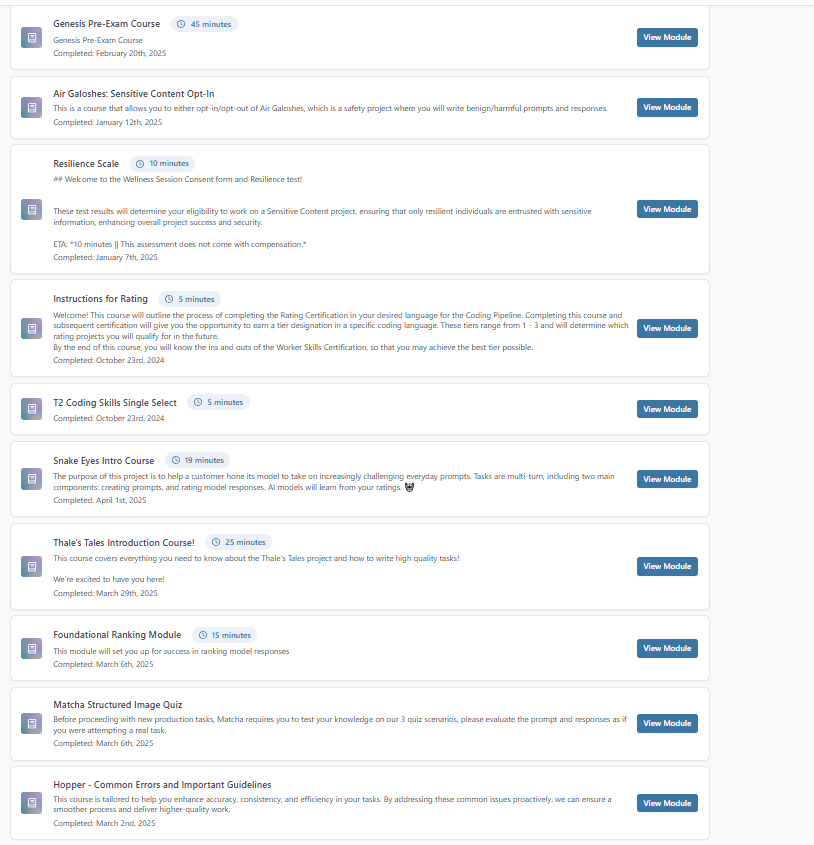 Genesis Pre-Exam Course 45 minutes
Genesis Pre-Exam Course
View Module
Completed: February 20th, 2025
Air Galoshes: Sensitive Content Opt-In
This is a course that allows you to either opt-in/opt-out of Air Galoshes, which is a safety project where you will write benign/harmful prompts and responses.
View Module
Completed: January 12th, 2025
Resilience Scale 10 minutes
## Welcome to the Wellness Session Consent form and Resilience test!
These test results will determine your eligibility to work on a Sensitive Content project, ensuring that only resilient individuals are entrusted with sensitive
information, enhancing overall project success and security.
View Module
ETA: *10 minutes || This assessment does not come with compensation.*
Completed: January 7th, 2025
Instructions for Rating 5 minutes
Welcome! This course will outline the process of completing the Rating Certification in your desired language for the Coding Pipeline. Completing this course and
subsequent certification will give you the opportunity to earn a tier designation in a specific coding language. These tiers range from 1 - 3 and will determine which
rating projects you will qualify for in the future.
By the end of this course, you will know the ins and outs of the Worker Skills Certification, so that you may achieve the best tier possible.
View Module
Completed: October 23rd, 2024
T2 Coding Skills Single Select 5 minutes
View Module
Completed: October 23rd, 2024
Snake Eyes Intro Course 19 minutes
The purpose of this project is to help a customer hone its model to take on increasingly challenging everyday prompts. Tasks are multi-turn, including two main
components: creating prompts, and rating model responses. AI models will learn from your ratings.
View Module
Completed: April 1st, 2025
Thale's Tales Introduction Course! 25 minutes
This course covers everything you need to know about the Thale's Tales project and how to write high quality tasks!
View Module
We're excited to have you here!
Completed: March 29th, 2025
Foundational Ranking Module 15 minutes
This module will set you up for success in ranking model responses
View Module
Completed: March 6th, 2025
Matcha Structured Image Quiz
Before proceeding with new production tasks, Matcha requires you to test your knowledge on our 3 quiz scenarios, please evaluate the prompt and responses as if
you were attempting a real task.
View Module
Completed: March 6th, 2025
Hopper - Common Errors and Important Guidelines
This course is tailored to help you enhance accuracy, consistency, and efficiency in your tasks. By addressing these common issues proactively, we can ensure a
smoother process and deliver higher-quality work.
View Module
Completed: March 2nd, 2025